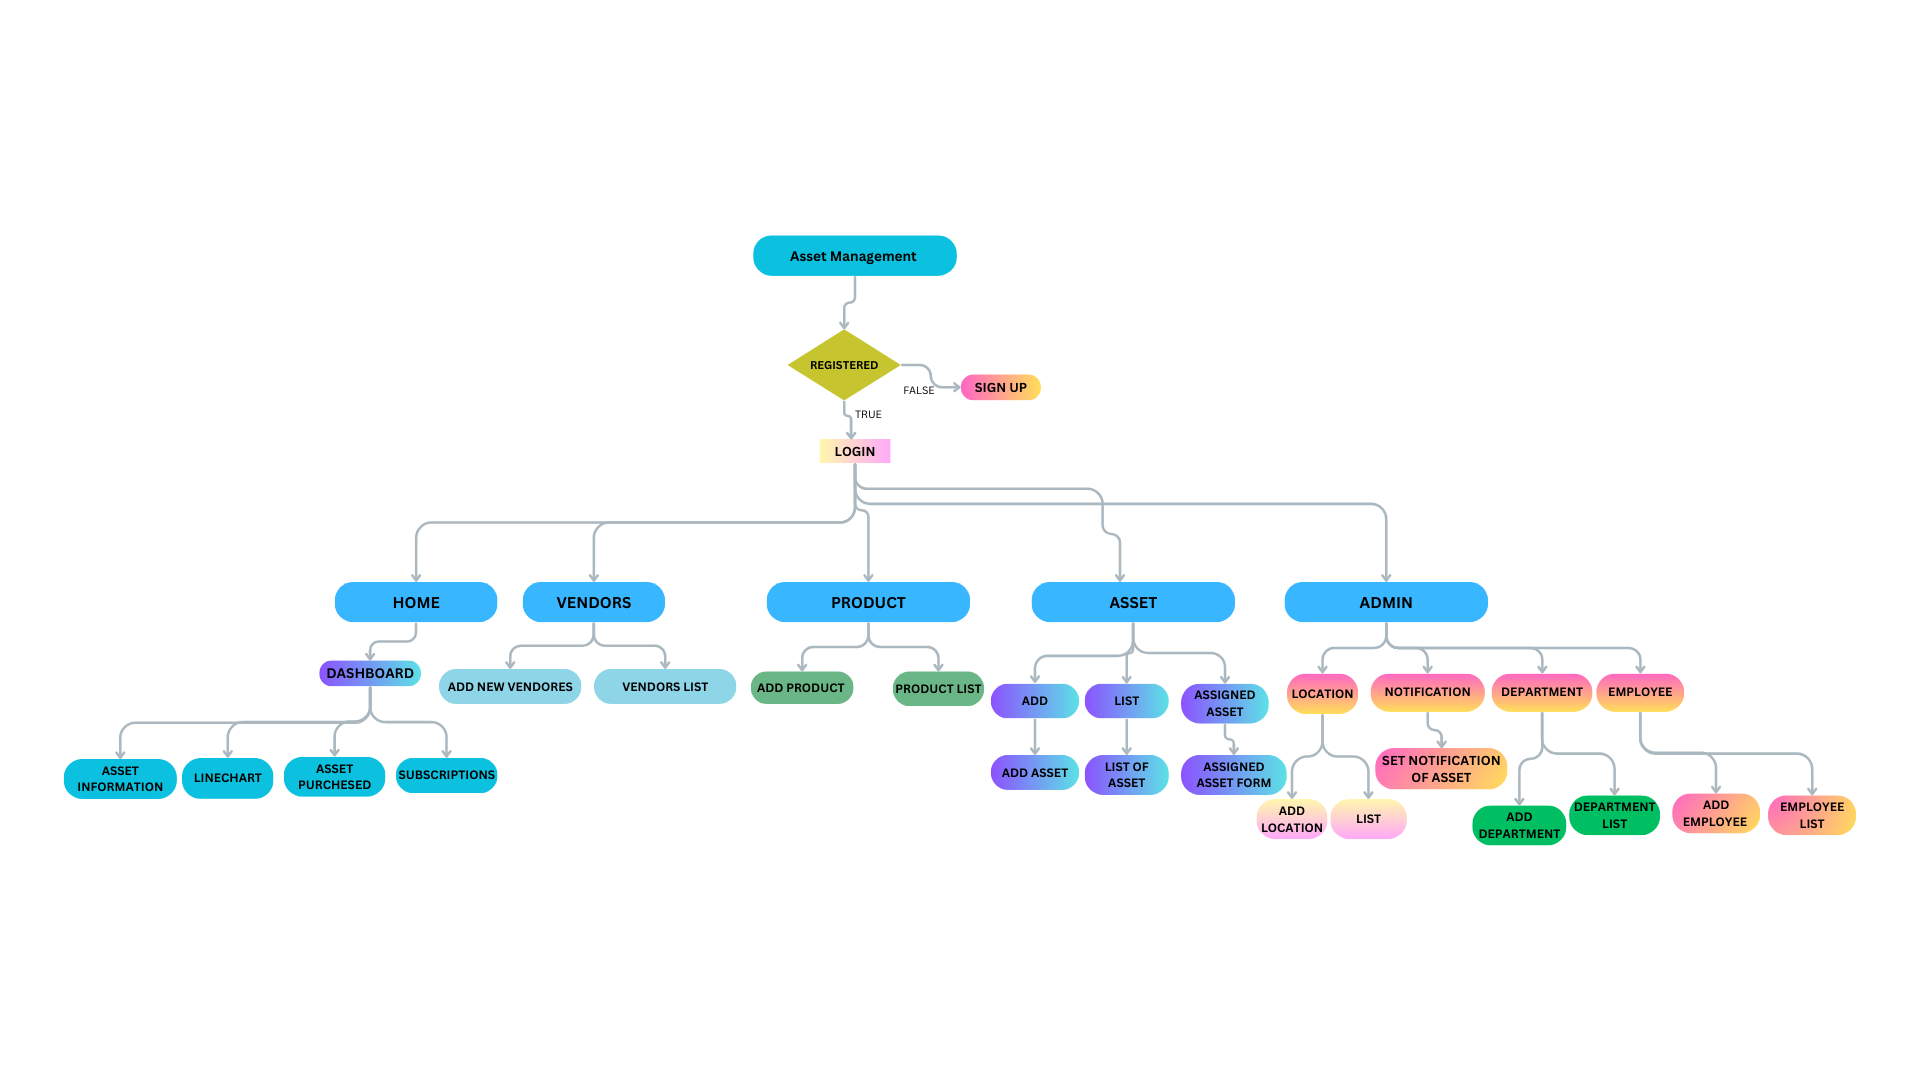 Asset Management
REGISTERED
FALSE
SIGN UP
TRUE
LOGIN
HOME
VENDORS
PRODUCT
ASSET
ADMIN
DASHBOARD
ADD NEW VENDORES
VENDORS LIST
ADD PRODUCT
PRODUCT LIST
ADD
LIST
ASSIGNED
ASSET
LOCATION
NOTIFICATION
DEPARTMENT
EMPLOYEE
ASSET
INFORMATION
LINECHART
ASSET
PURCHESED
SUBSCRIPTIONS
ADD ASSET
LIST OF
ASSET
ASSIGNED
ASSET FORM
SET NOTIFICATION
OF ASSET
ADD
LOCATION
LIST
ADD
DEPARTMENT
DEPARTMENT
LIST
ADD
EMPLOYEE
EMPLOYEE
LIST